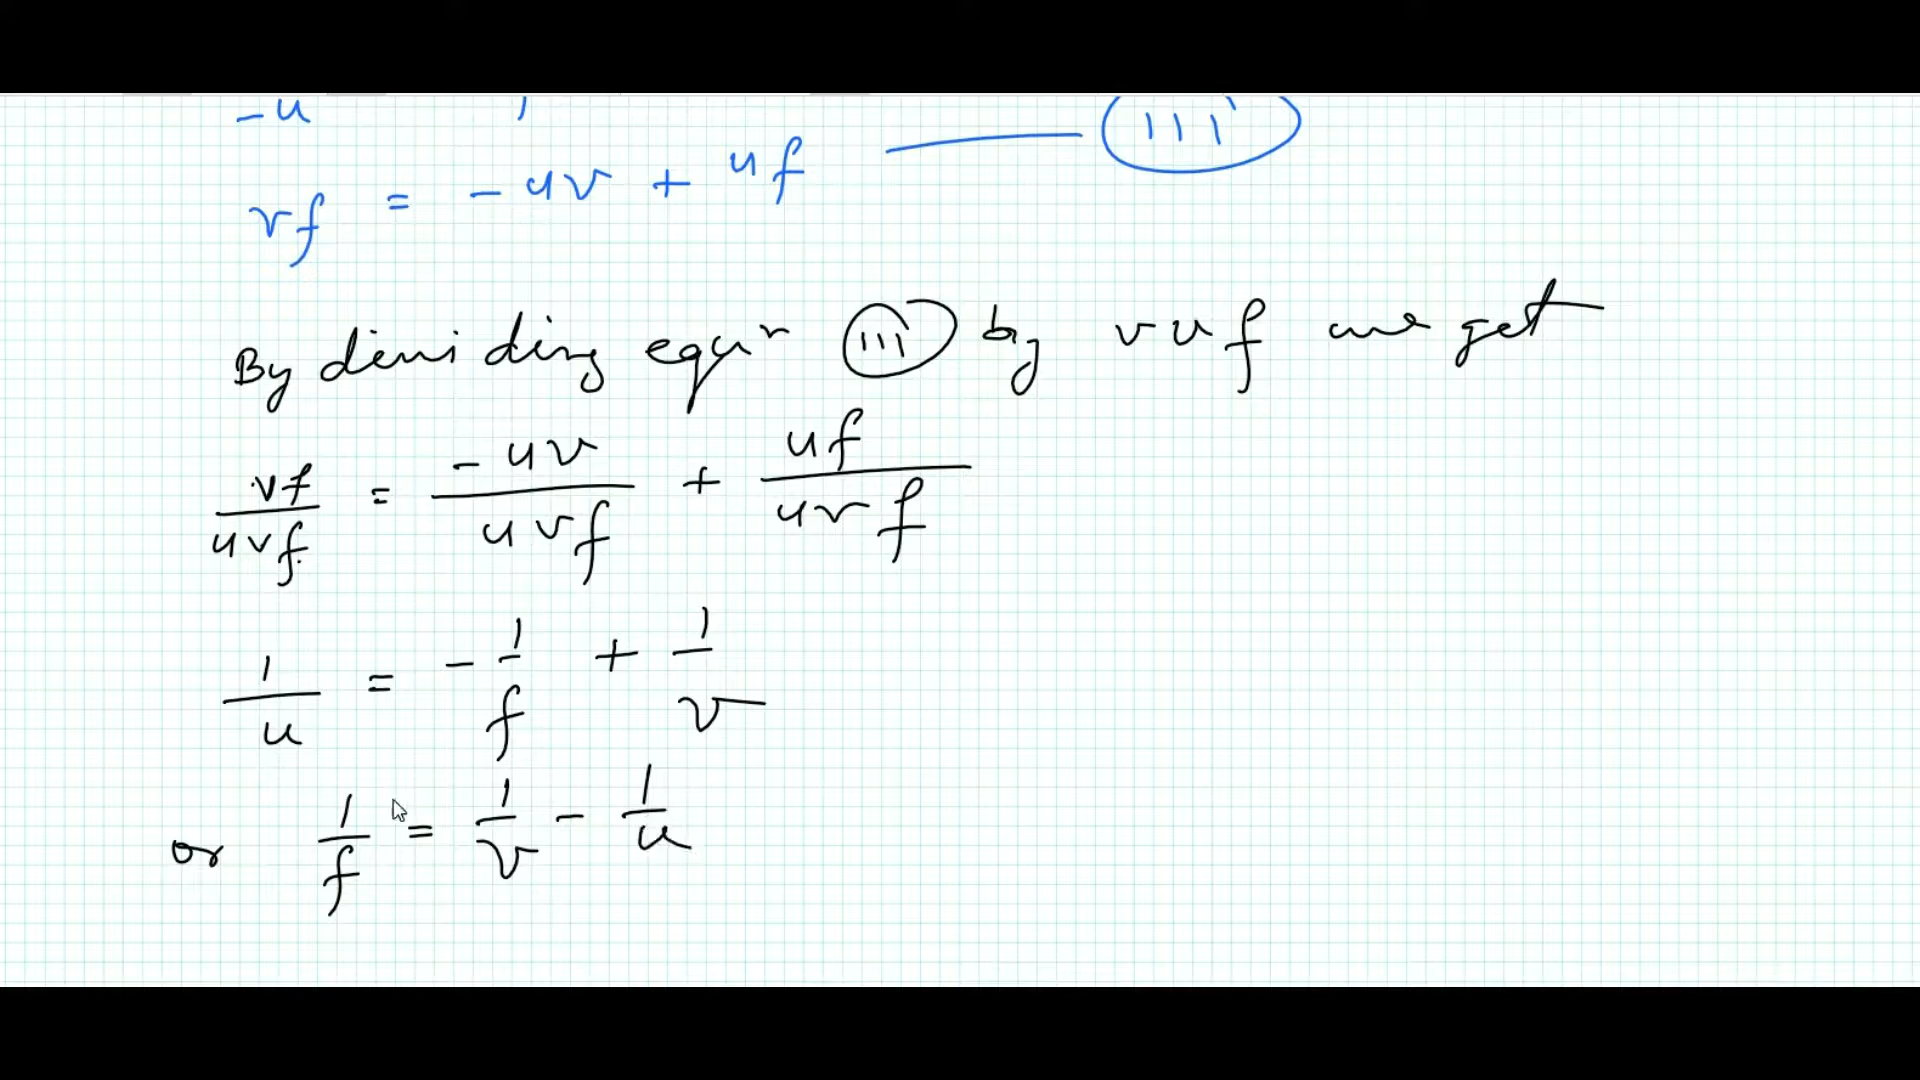 -u
vf = - uv + uf (iii)
By dividing equn (iii) by vuf we get
vf/uvf = -uv/uvf + uf/uvf
1/u = -1/f + 1/v
or 1/f = 1/v - 1/u